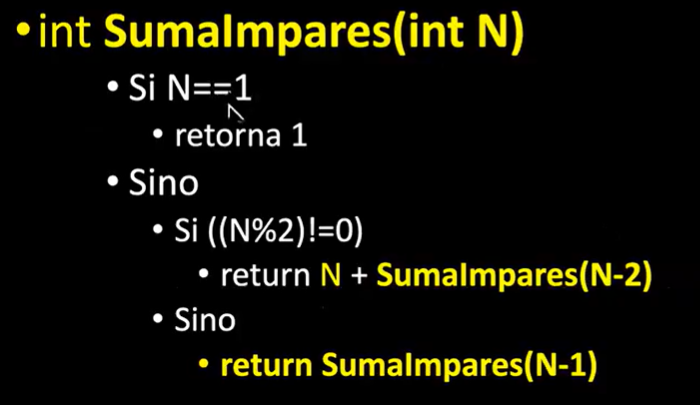 • int SumaImpares(int N)
• Si N==1
• retorna 1
• Sino
• Si ((N%2)!=0)
• return N + SumaImpares(N-2)
• Sino
• return SumaImpares(N-1)